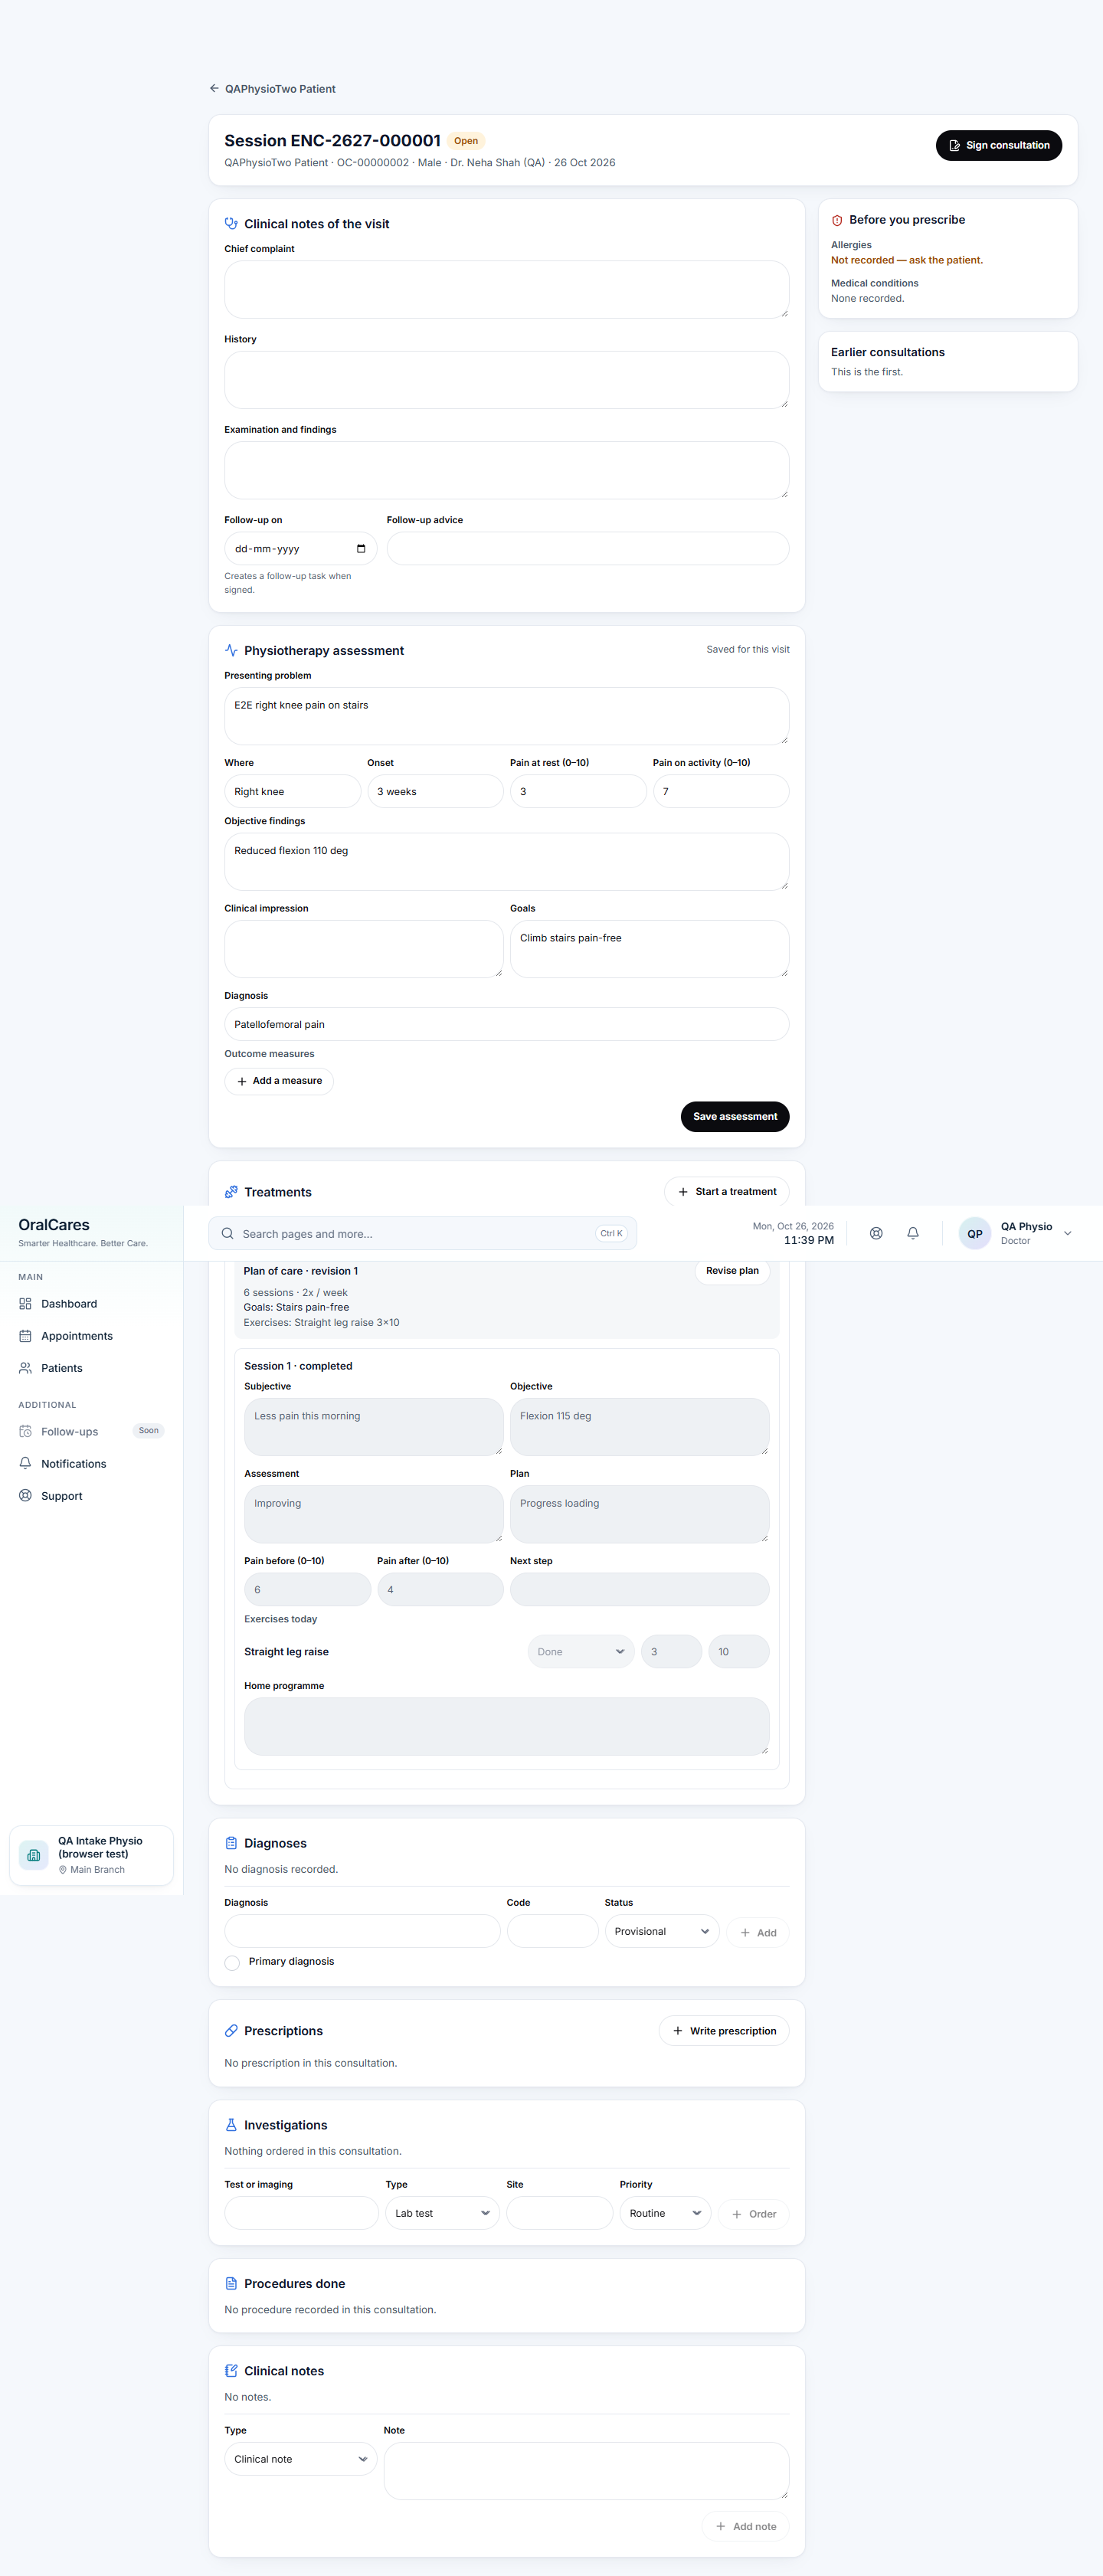 QAPhysioTwo Patient
Session ENC-2627-000001 Open
QAPhysioTwo Patient · OC-00000002 · Male · Dr. Neha Shah (QA) · 26 Oct 2026
Sign consultation
Clinical notes of the visit
Chief complaint
History
Examination and findings
Follow-up on
Follow-up advice
dd-mm-yyyy
Creates a follow-up task when
signed.
Before you prescribe
Allergies
Not recorded — ask the patient.
Medical conditions
None recorded.
Earlier consultations
This is the first.
Physiotherapy assessment
Saved for this visit
Presenting problem
E2E right knee pain on stairs
Where
Onset
Pain at rest (0–10)
Pain on activity (0–10)
Right knee
3 weeks
3
7
Objective findings
Reduced flexion 110 deg
Clinical impression
Goals
Climb stairs pain-free
Diagnosis
Patellofemoral pain
Outcome measures
Add a measure
Save assessment
Treatments
Start a treatment
OralCares
Smarter Healthcare. Better Care.
Search pages and more...
Ctrl K
Mon, Oct 26, 2026
11:39 PM
QP
QA Physio
Doctor
MAIN
Dashboard
Appointments
Patients
ADDITIONAL
Follow-ups
Soon
Notifications
Support
QA Intake Physio
(browser test)
Main Branch
Plan of care · revision 1
Revise plan
6 sessions · 2x / week
Goals: Stairs pain-free
Exercises: Straight leg raise 3×10
Session 1 · completed
Subjective
Objective
Less pain this morning
Flexion 115 deg
Assessment
Plan
Improving
Progress loading
Pain before (0–10)
Pain after (0–10)
Next step
6
4
Exercises today
Straight leg raise
Done
3
10
Home programme
Diagnoses
No diagnosis recorded.
Diagnosis
Code
Status
Provisional
Add
Primary diagnosis
Prescriptions
Write prescription
No prescription in this consultation.
Investigations
Nothing ordered in this consultation.
Test or imaging
Type
Site
Priority
Lab test
Routine
Order
Procedures done
No procedure recorded in this consultation.
Clinical notes
No notes.
Type
Note
Clinical note
Add note